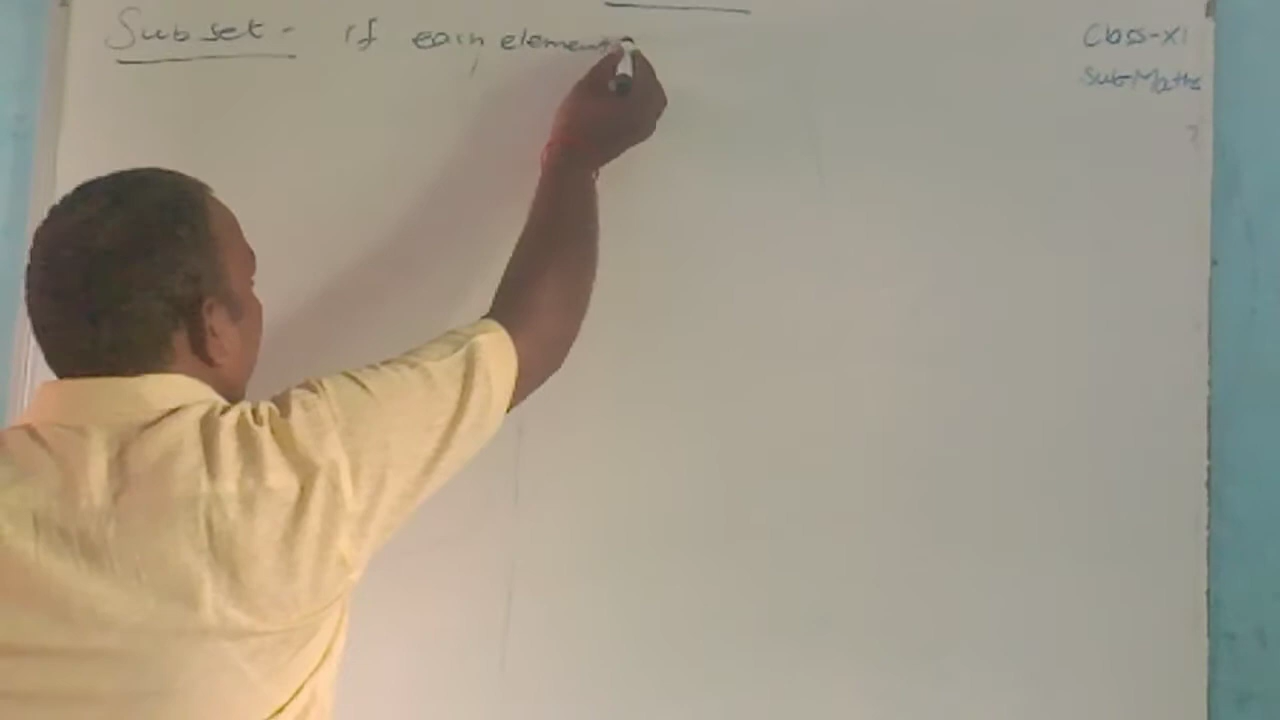 Subset - if each element
Class-XI
Sub-Maths